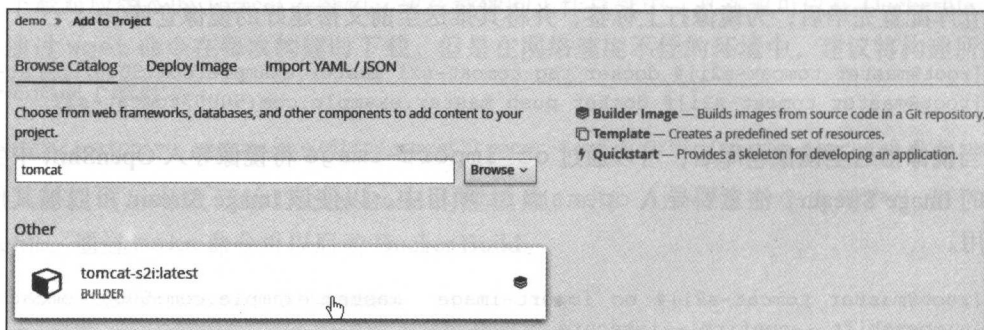 demo » Add to Project
Browse Catalog Deploy Image Import YAML / JSON
Choose from web frameworks, databases, and other components to add content to your
project.
Builder Image — Builds images from source code in a Git repository.
Template — Creates a predefined set of resources.
Quickstart — Provides a skeleton for developing an application.
tomcat Browse
Other
tomcat-s2i:latest
BUILDER